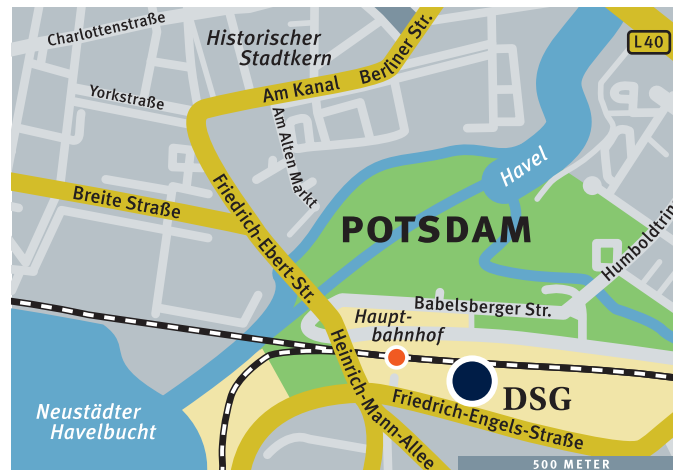 Charlottenstraße
Historischer
Stadtkern
Berliner Str.
L40
Yorkstraße
Am Kanal
Am Alten Markt
Havel
Breite Straße
Friedrich-Ebert-Str.
POTSDAM
Humboldtrin
Babelsberger Str.
Haupt-
bahnhof
Heinrich-Mann-Allee
DSG
Friedrich-Engels-Straße
Neustädter
Havelbucht
500 METER